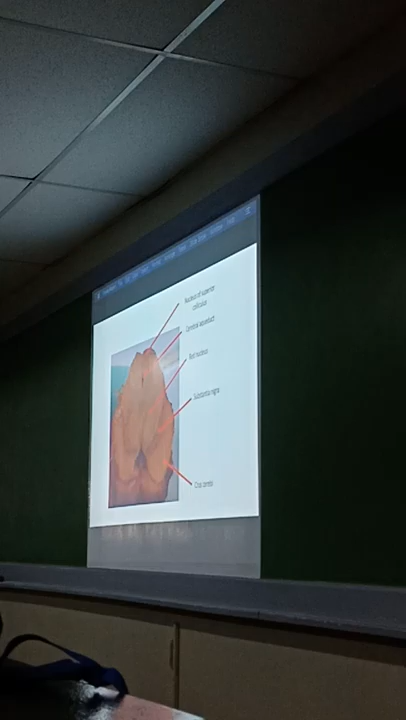 Nucleus of superior
colliculus
Cerebral aqueduct
Red nucleus
Substantia nigra
Crus cerebri